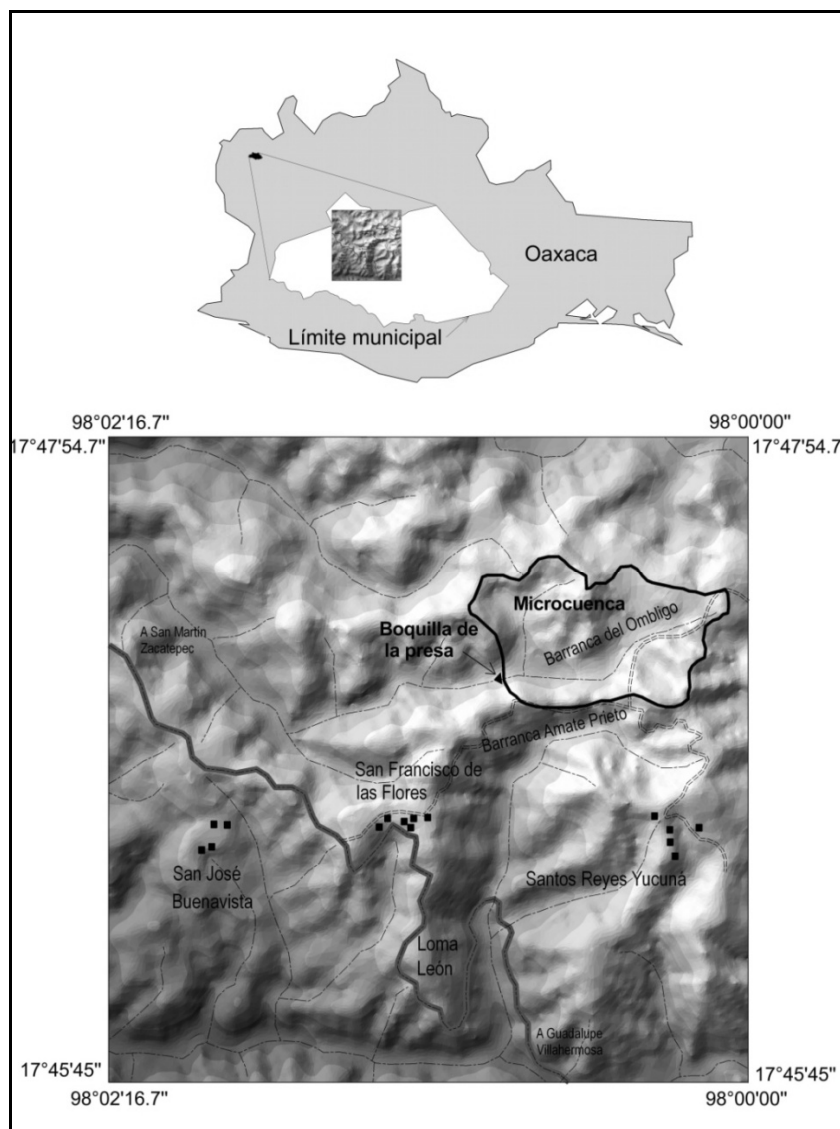 Oaxaca
Límite municipal
98°02'16.7"
98°00'00"
17°47'54.7"
17°47'54.7"
Microcuenca
Barranca del Ombligo
A San Martín
Zacatepec
Boquilla de
la presa
Barranca Amate Prieto
San Francisco de
las Flores
San José
Buenavista
Santos Reyes Yucuná
Loma
León
A Guadalupe
Villahermosa
17°45'45"
17°45'45"
98°02'16.7"
98°00'00"